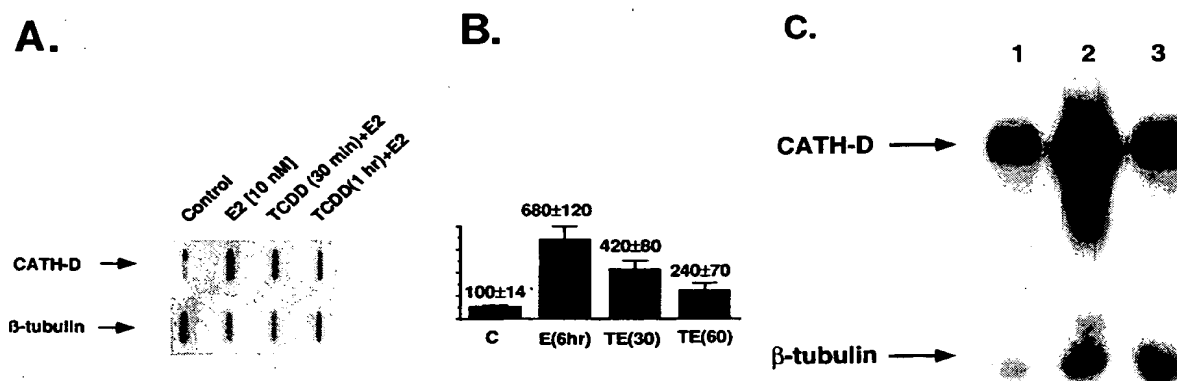 A.
Control
E2 [10 nM]
TCDD (30 min)+E2
TCDD(1 hr)+E2
CATH-D
ß-tubulin
B.
680±120
420±80
240±70
100±14
C
E(6hr)
TE(30)
TE(60)
C.
1 2 3
CATH-D
β-tubulin